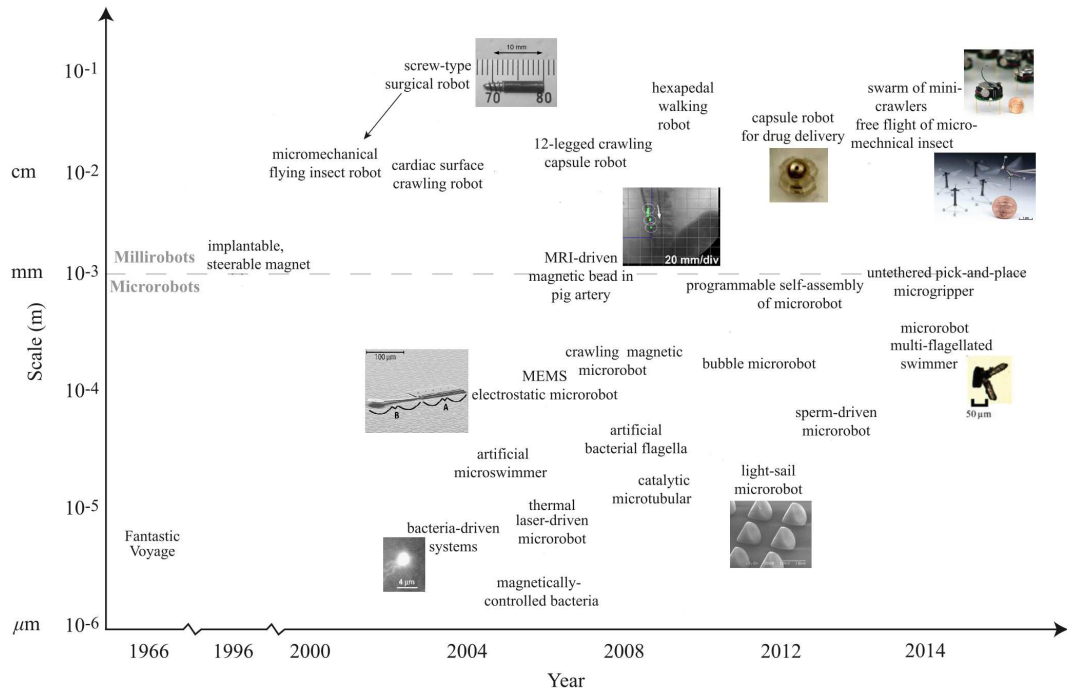 10 mm
70 80
screw-type
surgical robot
10-1
hexapedal
walking
robot
swarm of mini-
crawlers
free flight of micro-
mechnical insect
capsule robot
for drug delivery
12-legged crawling
capsule robot
micromechanical
flying insect robot
cardiac surface
crawling robot
cm
10-2
20 mm/div
Millirobots
implantable,
steerable magnet
MRI-driven
magnetic bead in
pig artery
mm
10-3
Microrobots
programmable self-assembly
of microrobot
untethered pick-and-place
microgripper
Scale (m)
microrobot
multi-flagellated
swimmer
100 µm
B A
crawling magnetic
microrobot
bubble microrobot
MEMS
electrostatic microrobot
10-4
50 µm
sperm-driven
microrobot
artificial
bacterial flagella
artificial
microswimmer
catalytic
microtubular
light-sail
microrobot
10-5
thermal
laser-driven
microrobot
bacteria-driven
systems
Fantastic
Voyage
4 µm
magnetically-
controlled bacteria
µm
10-6
1966 1996 2000 2004 2008 2012 2014
Year